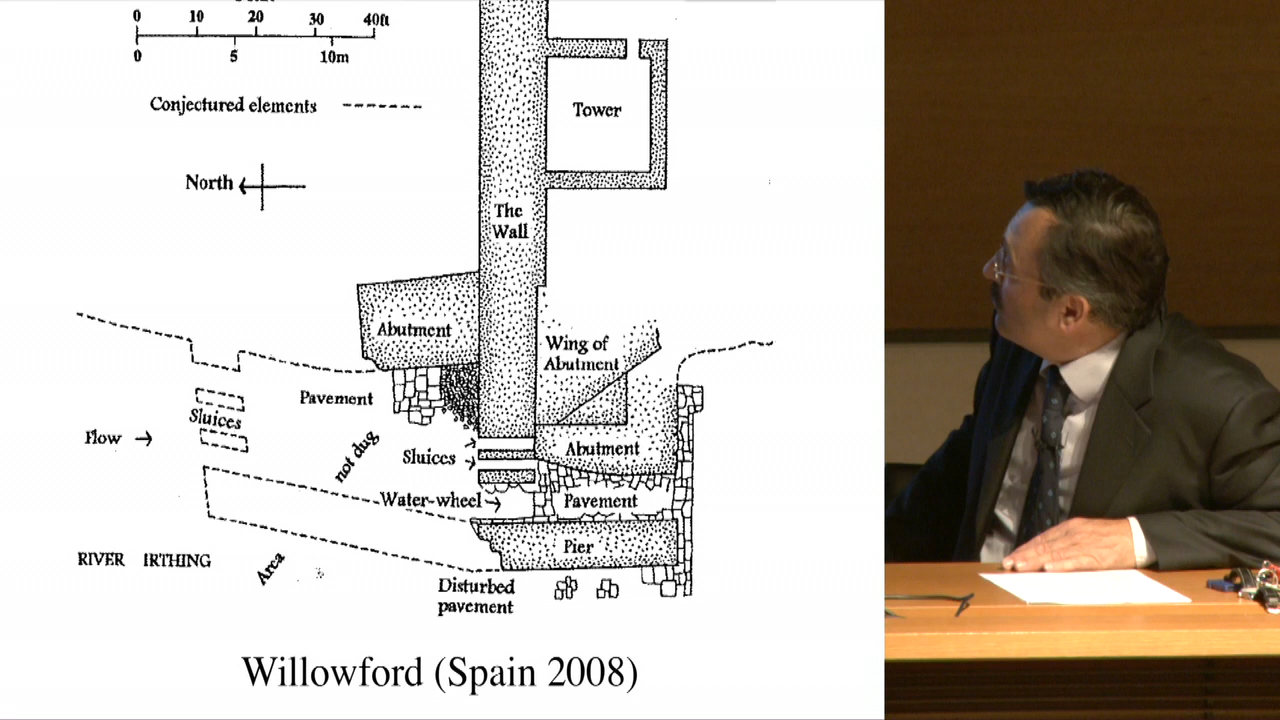 0 10 20 30 40ft
0 5 10m
Conjectured elements
North
Tower
The
Wall
Abutment
Wing of
Abutment
Pavement
Sluices
Flow
not dug
Sluices
Abutment
Water-wheel
Pavement
Pier
RIVER IRTHING
Area
Disturbed
pavement
Willowford (Spain 2008)